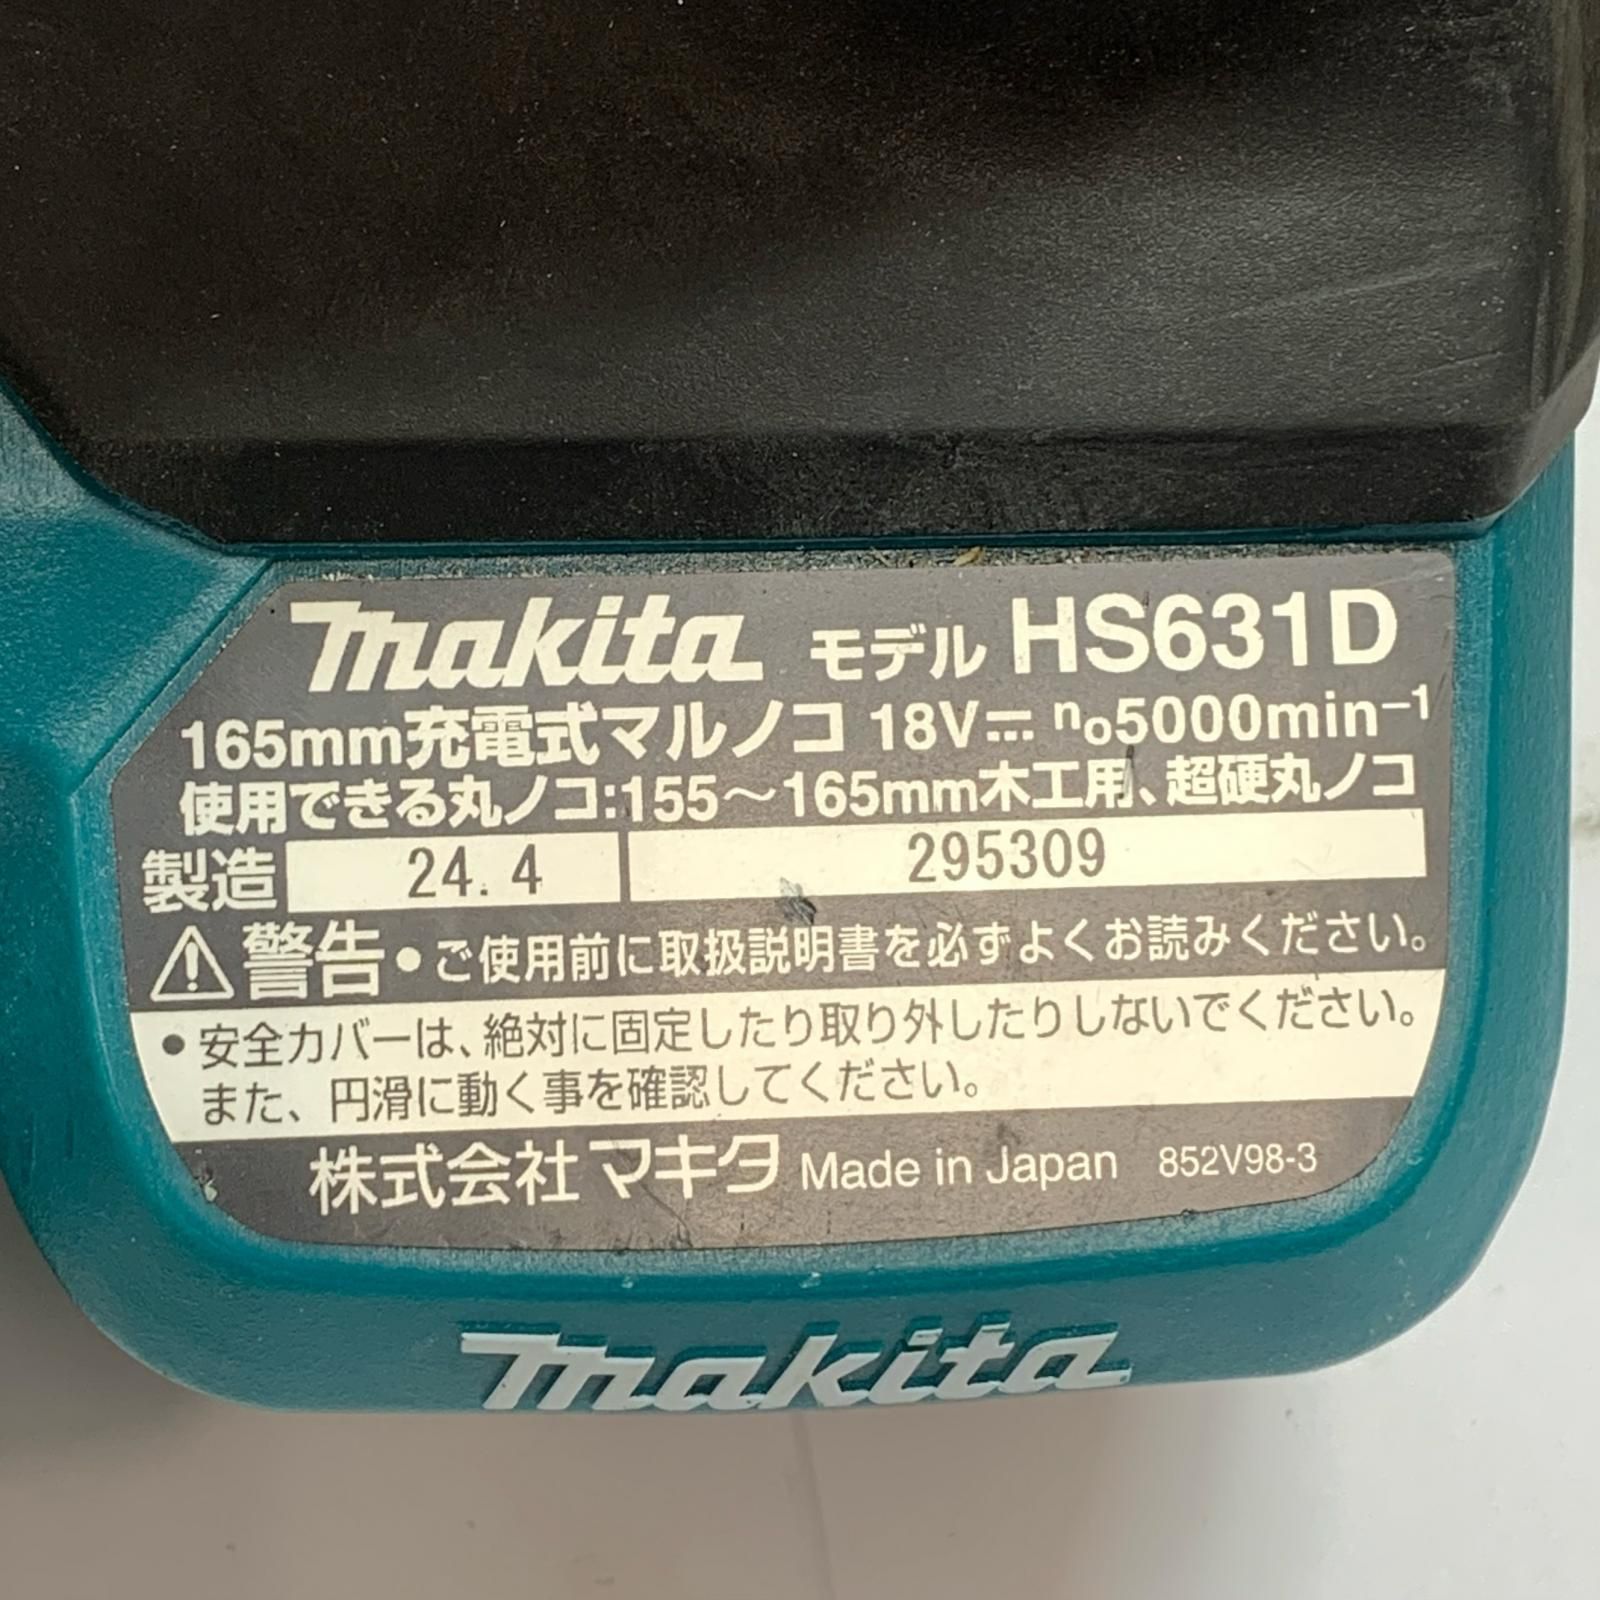 makita モデル HS631D
165mm充電式マルノコ 18V⎓ n₀5000min⁻¹
使用できる丸ノコ:155～165mm木工用、超硬丸ノコ
製造 24.4 295309
⚠警告 ●ご使用前に取扱説明書を必ずよくお読みください。
●安全カバーは、絶対に固定したり取り外したりしないでください。
また、円滑に動く事を確認してください。
株式会社マキタ Made in Japan 852V98-3
makita